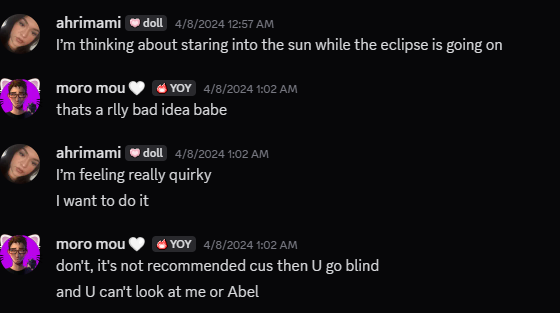 ahrimami doll 4/8/2024 12:57 AM
I'm thinking about staring into the sun while the eclipse is going on
moro mou🤍 YOY 4/8/2024 1:02 AM
thats a rlly bad idea babe
ahrimami doll 4/8/2024 1:02 AM
I'm feeling really quirky
I want to do it
moro mou🤍 YOY 4/8/2024 1:02 AM
don't, it's not recommended cus then U go blind
and U can't look at me or Abel